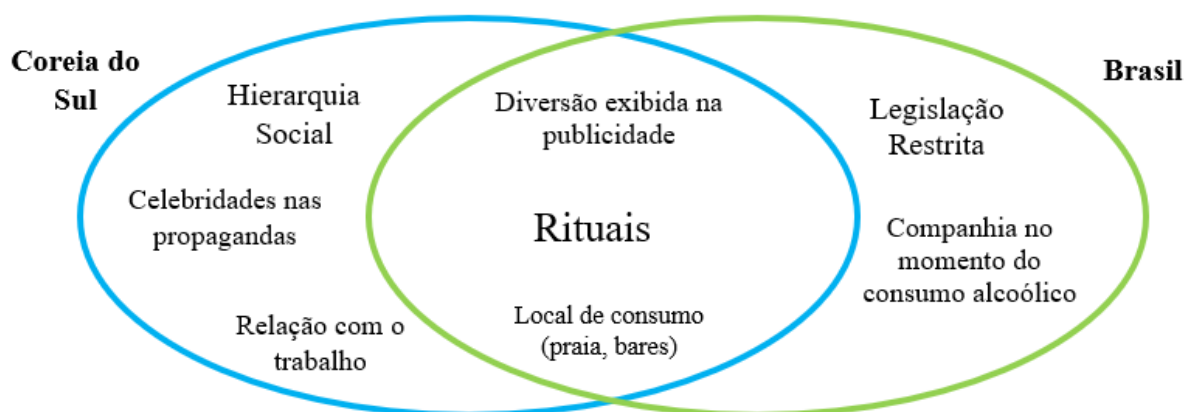 Coreia do
Sul
Hierarquia
Social
Celebridades nas
propagandas
Relação com o
trabalho
Diversão exibida na
publicidade
Rituais
Local de consumo
(praia, bares)
Brasil
Legislação
Restrita
Companhia no
momento do
consumo alcoólico